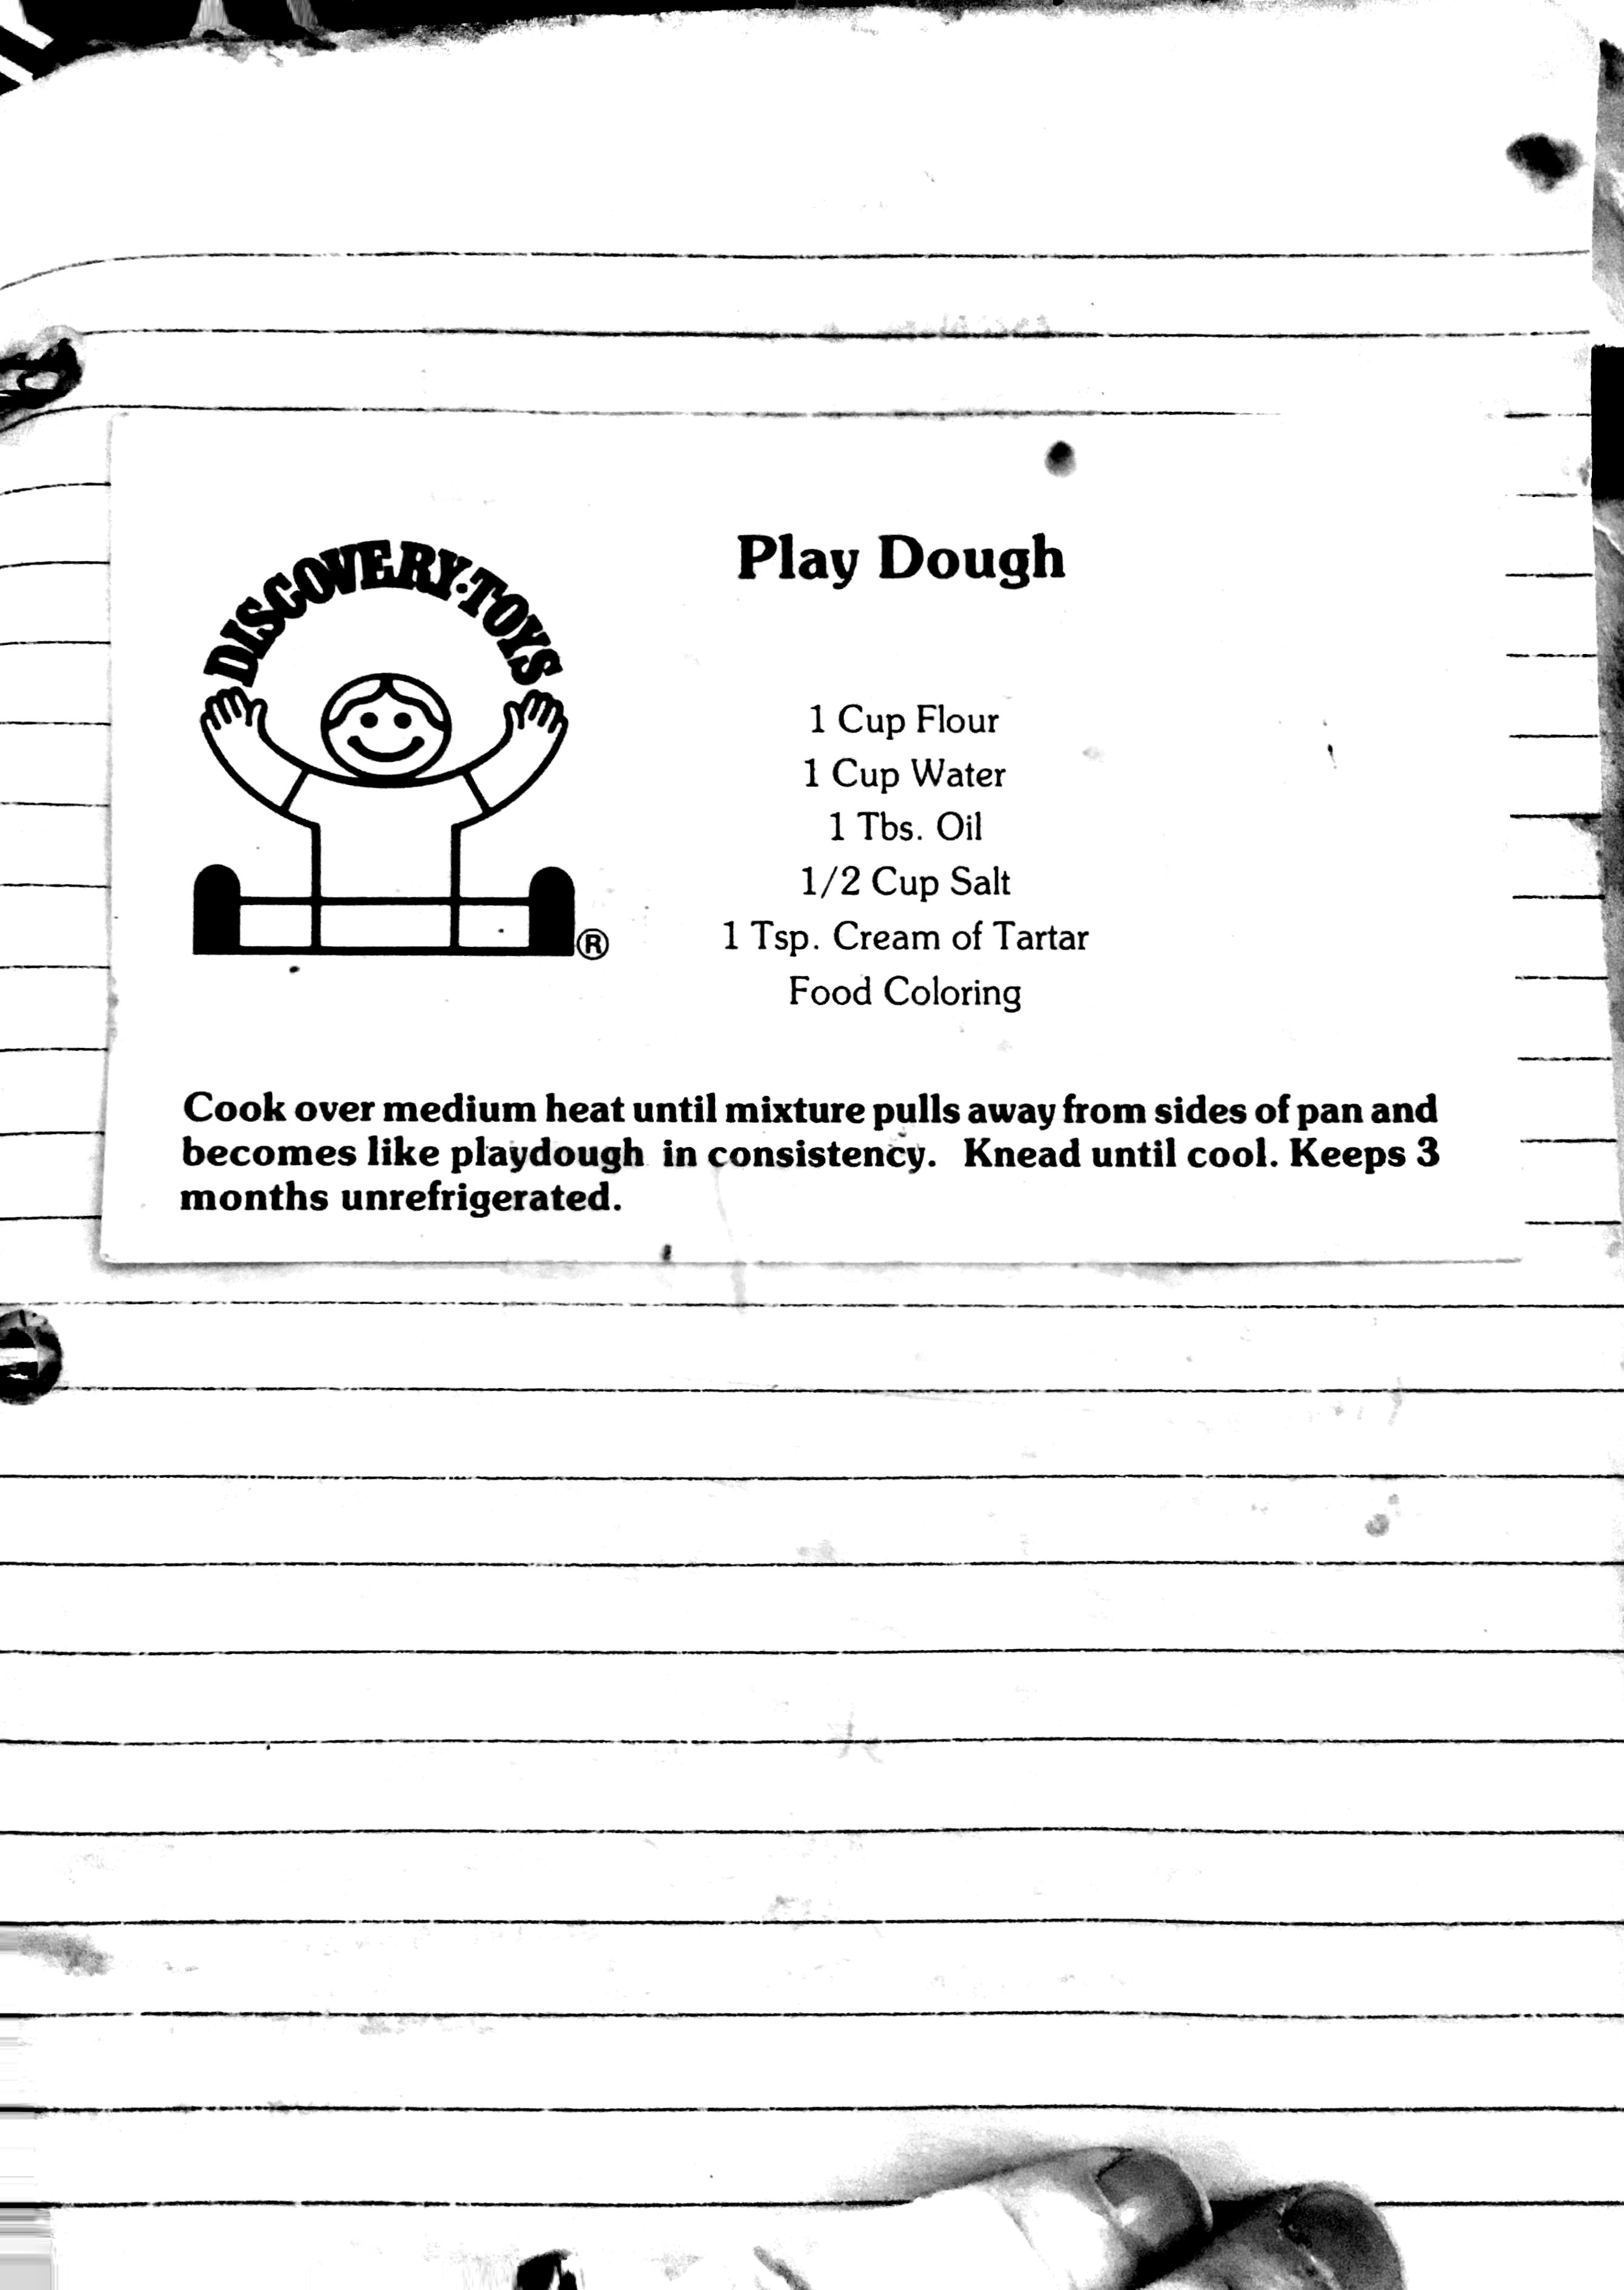 DISCOVERY·TOYS
®
Play Dough
1 Cup Flour
1 Cup Water
1 Tbs. Oil
1/2 Cup Salt
1 Tsp. Cream of Tartar
Food Coloring
Cook over medium heat until mixture pulls away from sides of pan and
becomes like playdough in consistency. Knead until cool. Keeps 3
months unrefrigerated.